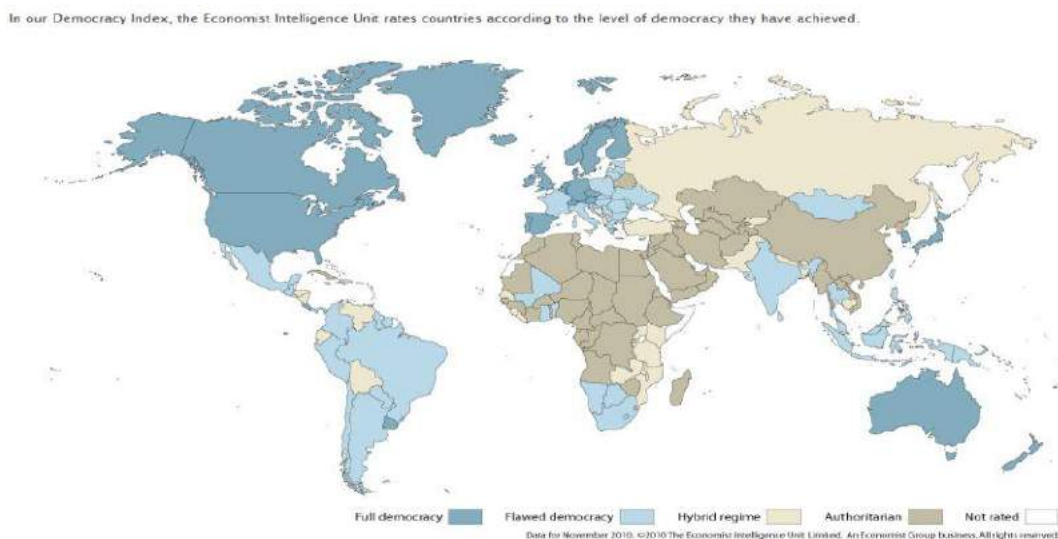 In our Democracy Index, the Economist Intelligence Unit rates countries according to the level of democracy they have achieved.
Full democracy Flawed democracy Hybrid regime Authoritarian Not rated
Data for November 2010. ©2010 The Economist Intelligence Unit Limited. An Economist Group business. All rights reserved